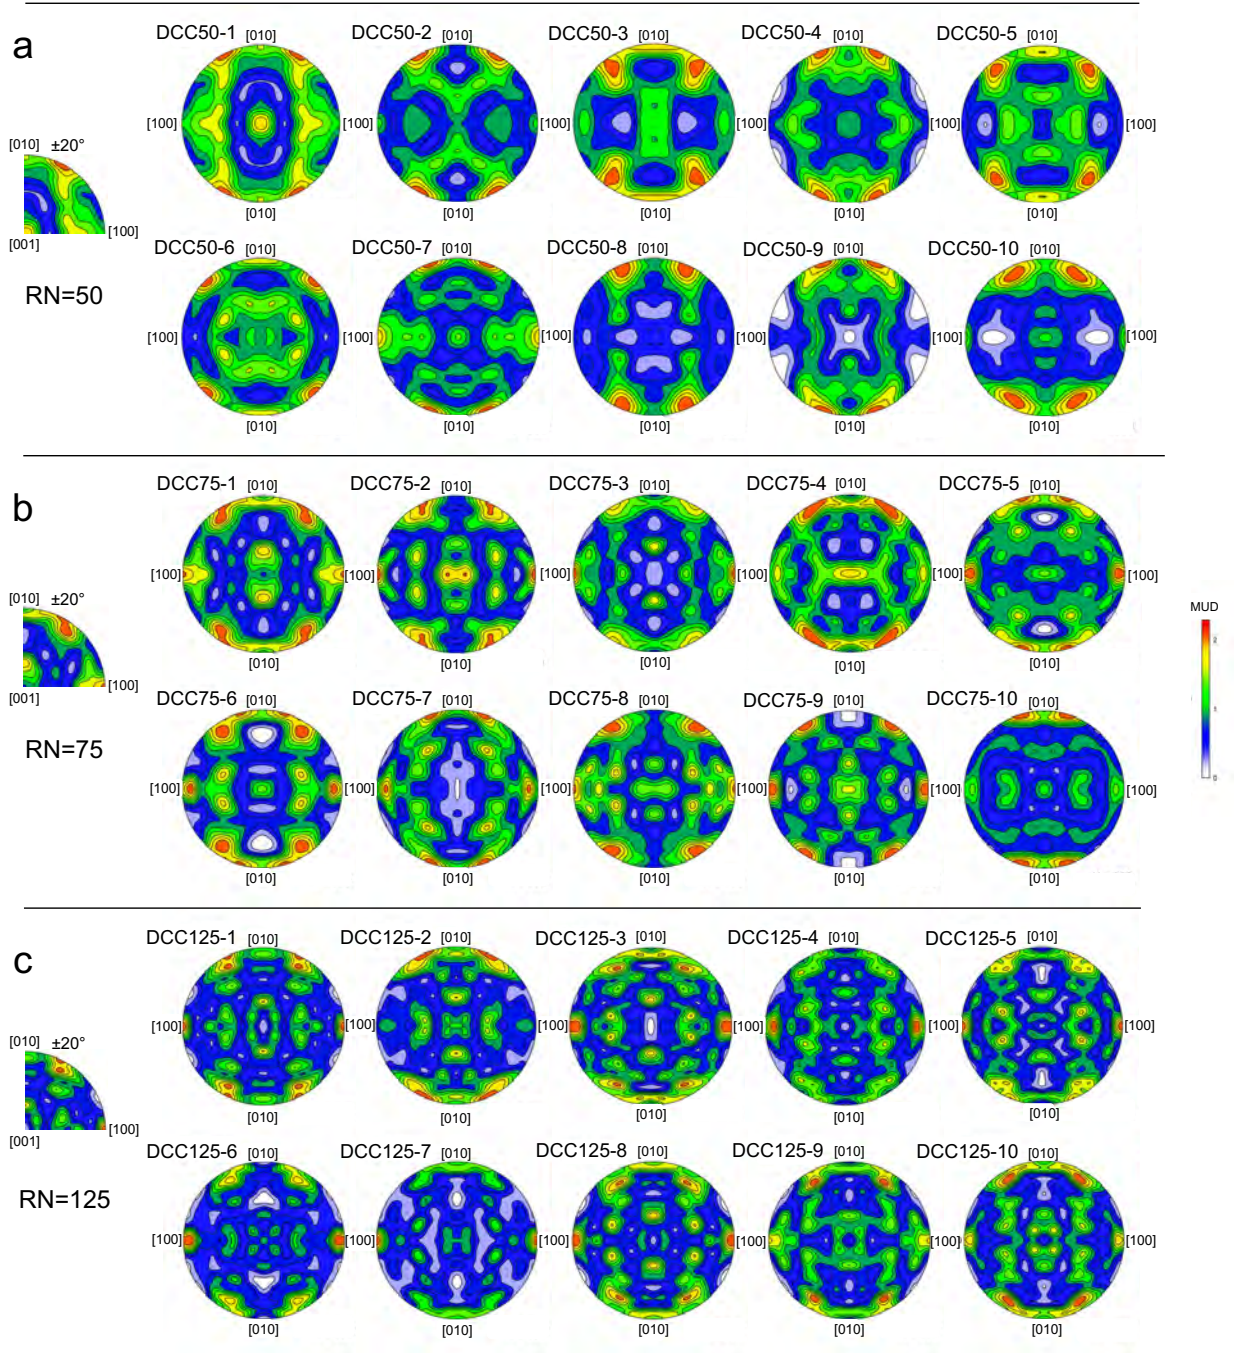 a
DCC50-1 [010]
DCC50-2 [010]
DCC50-3 [010]
DCC50-4 [010]
DCC50-5 [010]
[010] ±20°
[001]
[100]
[100] [100] [100] [100] [100] [100]
[010] [010] [010] [010] [010]
RN=50
DCC50-6 [010]
DCC50-7 [010]
DCC50-8 [010]
DCC50-9 [010]
DCC50-10 [010]
[100] [100] [100] [100] [100] [100]
[010] [010] [010] [010] [010]
b
DCC75-1 [010]
DCC75-2 [010]
DCC75-3 [010]
DCC75-4 [010]
DCC75-5 [010]
[010] ±20°
[001]
[100]
[100] [100] [100] [100] [100] [100]
[010] [010] [010] [010] [010]
MUD
0
RN=75
DCC75-6 [010]
DCC75-7 [010]
DCC75-8 [010]
DCC75-9 [010]
DCC75-10 [010]
[100] [100] [100] [100] [100] [100]
[010] [010] [010] [010] [010]
c
DCC125-1 [010]
DCC125-2 [010]
DCC125-3 [010]
DCC125-4 [010]
DCC125-5 [010]
[010] ±20°
[001]
[100]
[100] [100] [100] [100] [100] [100]
[010] [010] [010] [010] [010]
RN=125
DCC125-6 [010]
DCC125-7 [010]
DCC125-8 [010]
DCC125-9 [010]
DCC125-10 [010]
[100] [100] [100] [100] [100] [100]
[010] [010] [010] [010] [010]